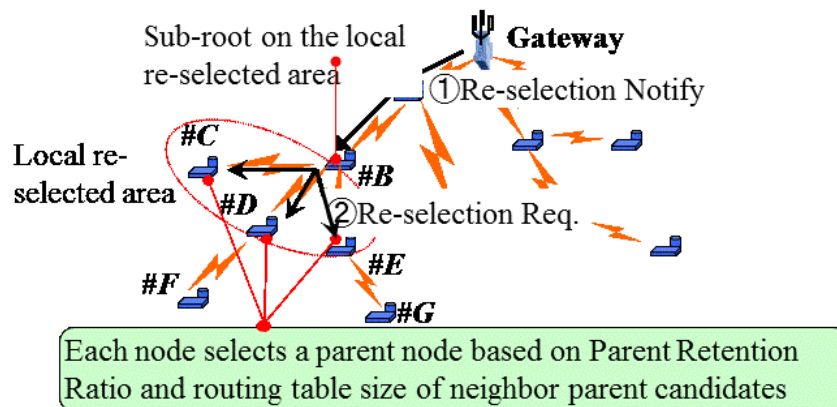 Sub-root on the local
re-selected area
Gateway
①Re-selection Notify
#C
Local re-
selected area
#B
#D
②Re-selection Req.
#E
#F
#G
Each node selects a parent node based on Parent Retention
Ratio and routing table size of neighbor parent candidates